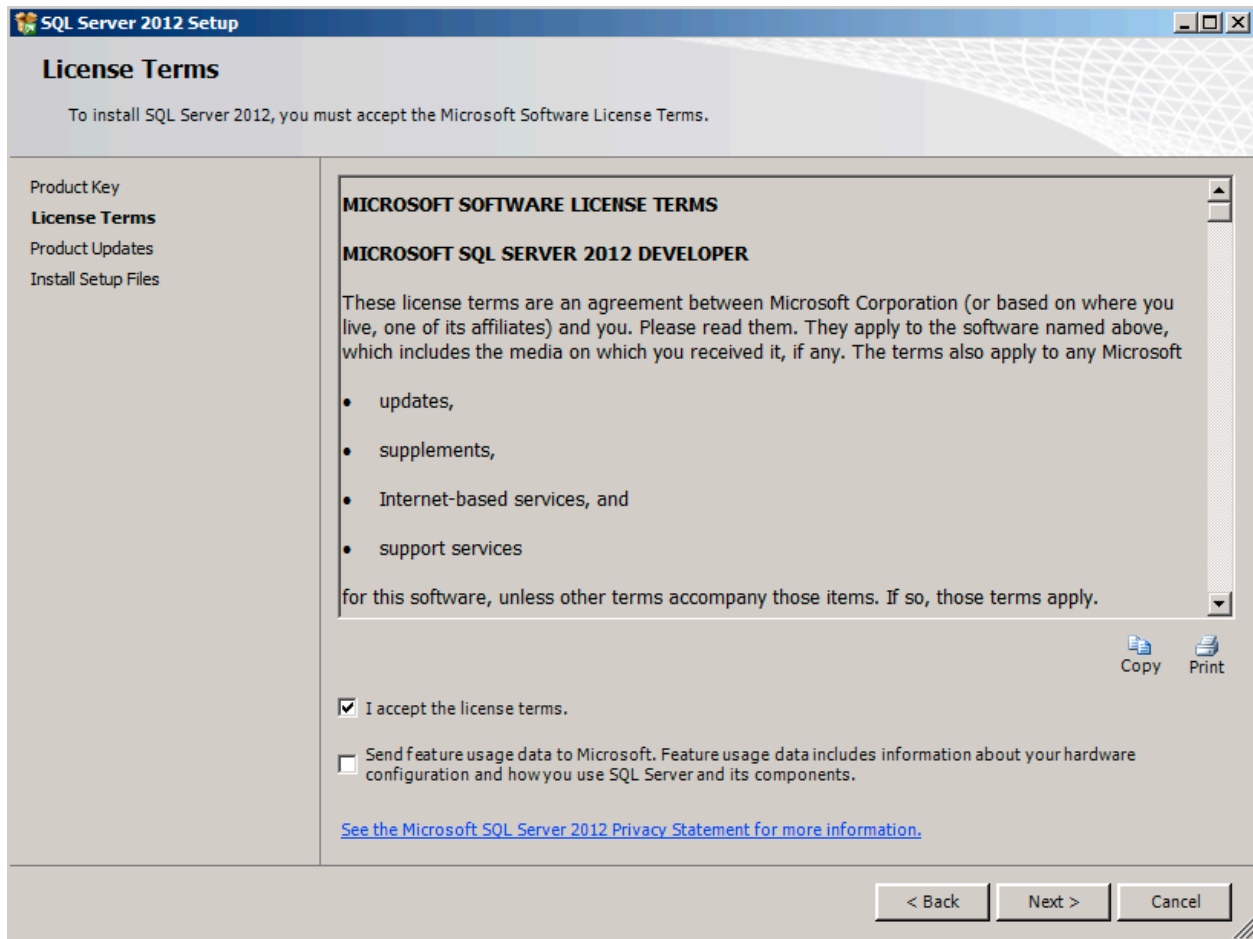 SQL Server 2012 Setup
License Terms
To install SQL Server 2012, you must accept the Microsoft Software License Terms.
Product Key
License Terms
Product Updates
Install Setup Files
MICROSOFT SOFTWARE LICENSE TERMS
MICROSOFT SQL SERVER 2012 DEVELOPER
These license terms are an agreement between Microsoft Corporation (or based on where you
live, one of its affiliates) and you. Please read them. They apply to the software named above,
which includes the media on which you received it, if any. The terms also apply to any Microsoft
• updates,
• supplements,
• Internet-based services, and
• support services
for this software, unless other terms accompany those items. If so, those terms apply.
Copy Print
I accept the license terms.
Send feature usage data to Microsoft. Feature usage data includes information about your hardware
configuration and how you use SQL Server and its components.
See the Microsoft SQL Server 2012 Privacy Statement for more information.
< Back Next > Cancel